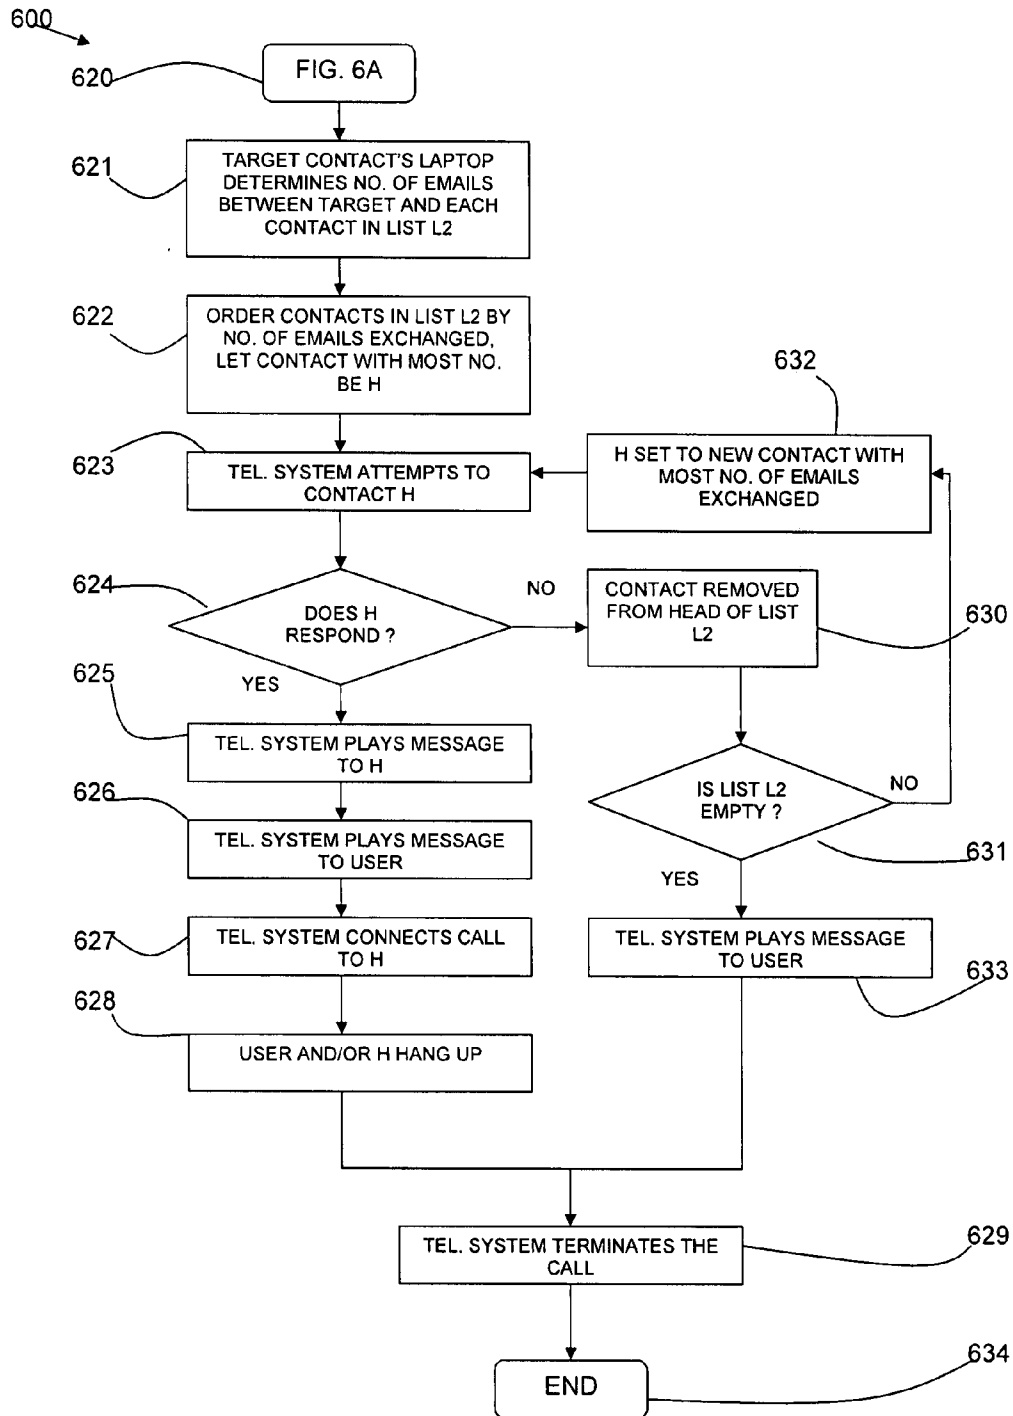 600
620
FIG. 6A
621
TARGET CONTACT'S LAPTOP
DETERMINES NO. OF EMAILS
BETWEEN TARGET AND EACH
CONTACT IN LIST L2
622
ORDER CONTACTS IN LIST L2 BY
NO. OF EMAILS EXCHANGED,
LET CONTACT WITH MOST NO.
BE H
632
H SET TO NEW CONTACT WITH
MOST NO. OF EMAILS
EXCHANGED
623
TEL. SYSTEM ATTEMPTS TO
CONTACT H
624
DOES H
RESPOND ?
NO
CONTACT REMOVED
FROM HEAD OF LIST
L2
630
YES
625
TEL. SYSTEM PLAYS MESSAGE
TO H
IS LIST L2
EMPTY ?
NO
631
626
TEL. SYSTEM PLAYS MESSAGE
TO USER
YES
627
TEL. SYSTEM CONNECTS CALL
TO H
TEL. SYSTEM PLAYS MESSAGE
TO USER
633
628
USER AND/OR H HANG UP
629
TEL. SYSTEM TERMINATES THE
CALL
634
END